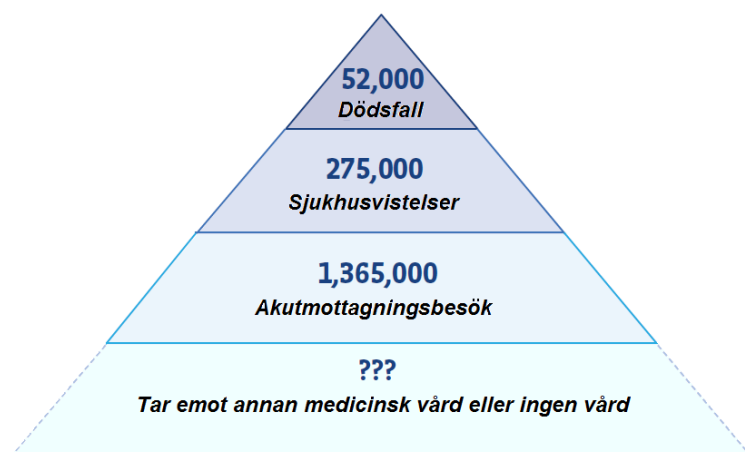 52,000
Dödsfall
275,000
Sjukhusvistelser
1,365,000
Akutmottagningsbesök
???
Tar emot annan medicinsk vård eller ingen vård